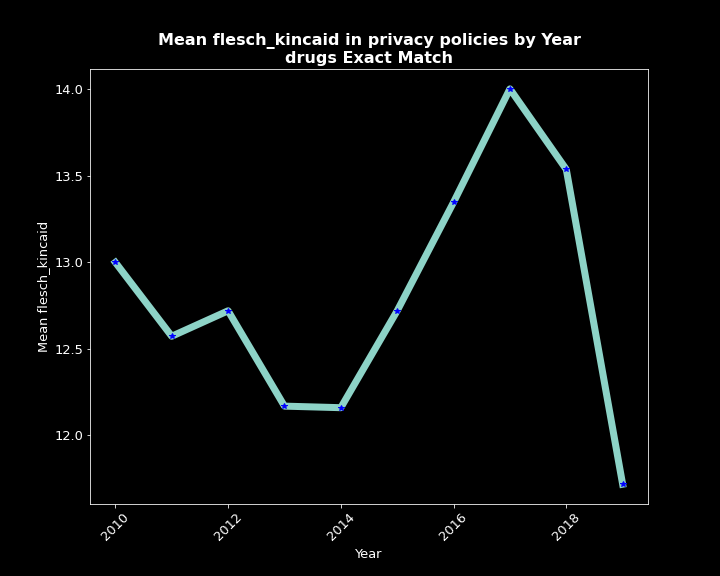 Mean flesch_kincaid in privacy policies by Year
drugs Exact Match
14.0
13.5
13.0
12.5
12.0
Mean flesch_kincaid
2010
2012
2014
2016
2018
Year